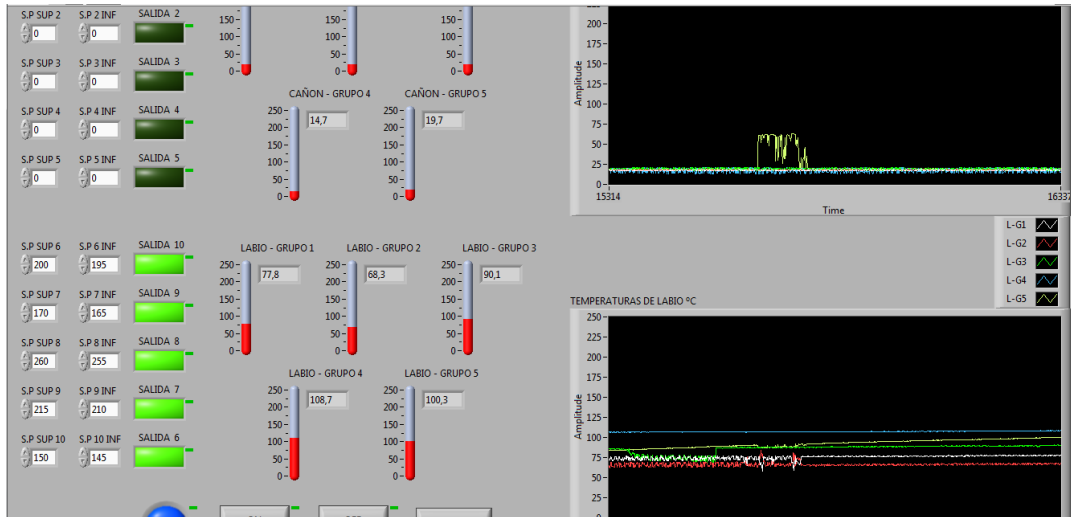 S.P SUP 2 S.P 2 INF SALIDA 2
0 0
150 150 150
100 100 100
50 50 50
0 0 0
S.P SUP 3 S.P 3 INF SALIDA 3
0 0
S.P SUP 4 S.P 4 INF SALIDA 4
0 0
S.P SUP 5 S.P 5 INF SALIDA 5
0 0
CAÑON - GRUPO 4 CAÑON - GRUPO 5
14,7 19,7
250 250
200 200
150 150
100 100
50 50
0 0
200
175
150
125
100
75
50
25
0
Amplitude
15314 16337
Time
L-G1
L-G2
L-G3
L-G4
L-G5
S.P SUP 6 S.P 6 INF SALIDA 10
200 195
S.P SUP 7 S.P 7 INF SALIDA 9
170 165
S.P SUP 8 S.P 8 INF SALIDA 8
260 255
S.P SUP 9 S.P 9 INF SALIDA 7
215 210
S.P SUP 10 S.P 10 INF SALIDA 6
150 145
LABIO - GRUPO 1 LABIO - GRUPO 2 LABIO - GRUPO 3
77,8 68,3 90,1
250 250 250
200 200 200
150 150 150
100 100 100
50 50 50
0 0 0
LABIO - GRUPO 4 LABIO - GRUPO 5
108,7 100,3
250 250
200 200
150 150
100 100
50 50
0 0
TEMPERATURAS DE LABIO ºC
250
225
200
175
150
125
100
75
50
25
Amplitude